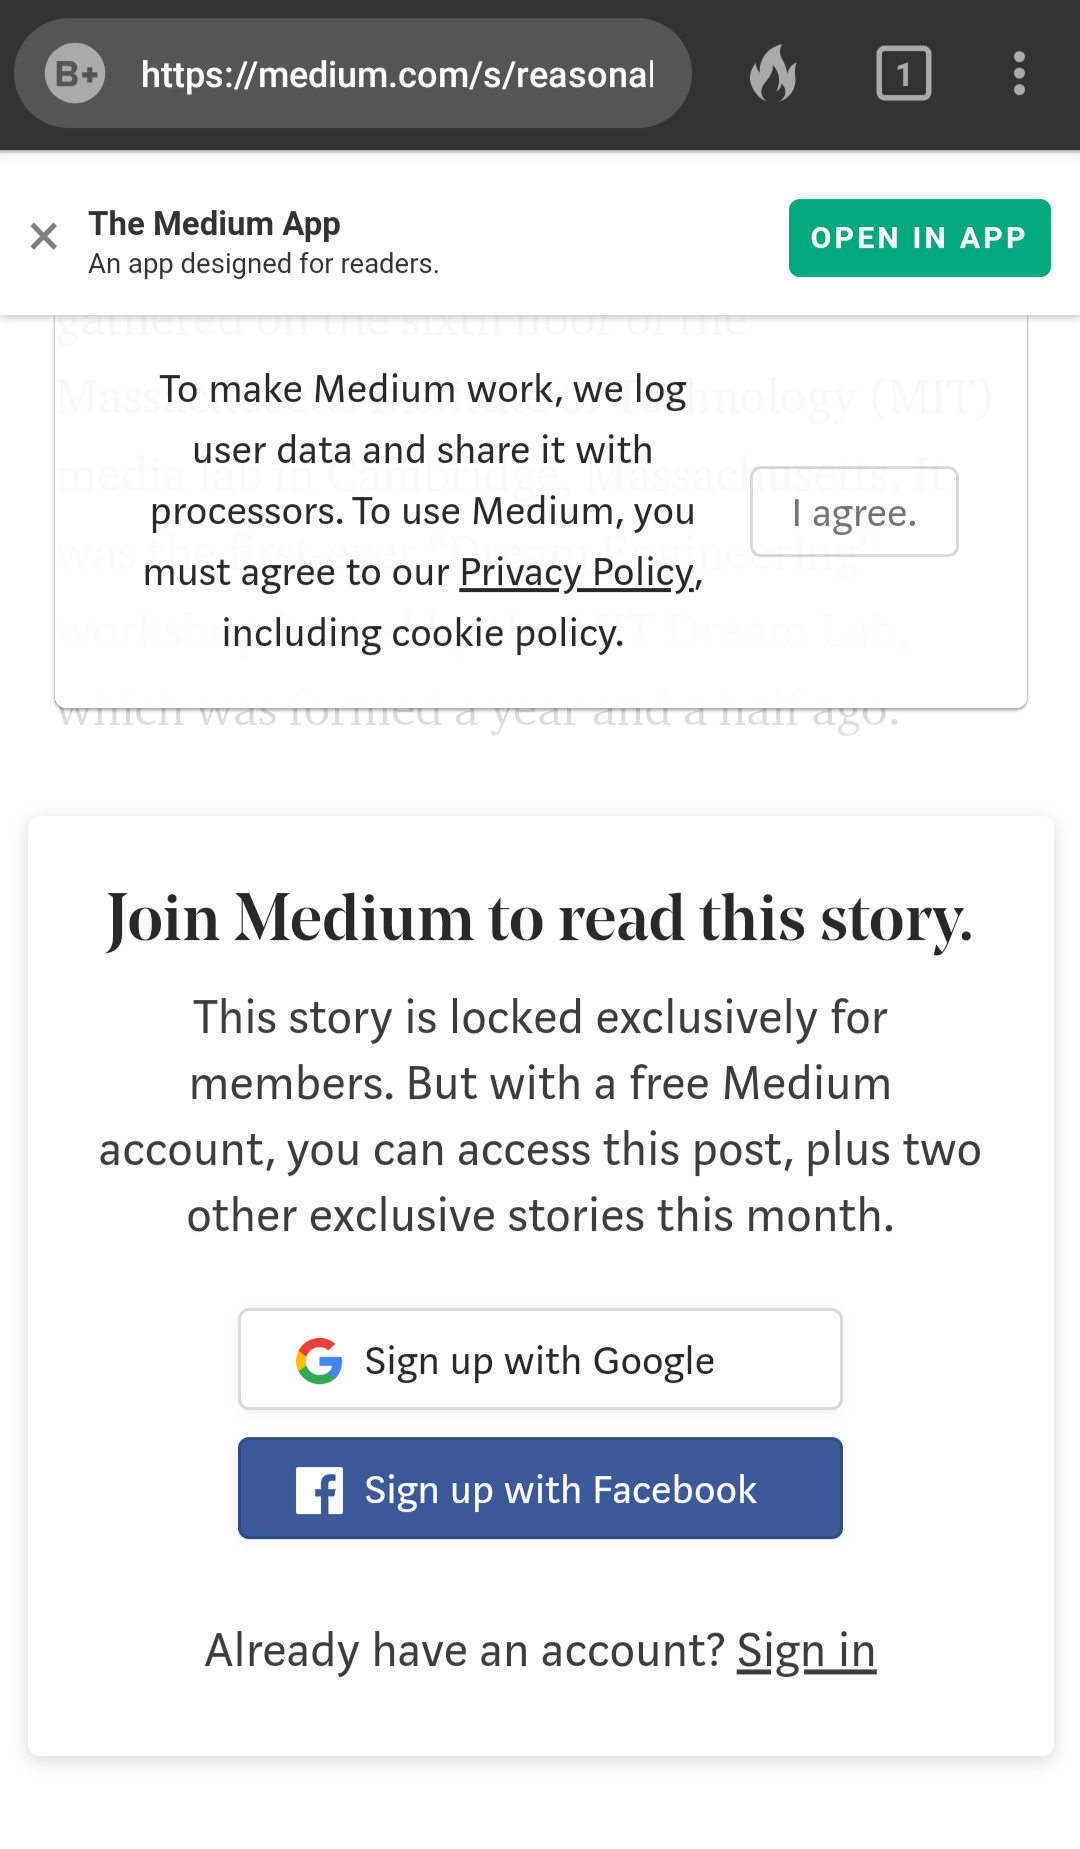 B+ https://medium.com/s/reasonal 1
The Medium App
An app designed for readers.
OPEN IN APP
gathered on the sixth floor of the
Massachusetts Institute of Technology (MIT)
media lab in Cambridge, Massachusetts. It
was the first-ever “Dream Engineering”
Dream Lab,
which was formed a year and a half ago.
To make Medium work, we log
user data and share it with
processors. To use Medium, you
must agree to our Privacy Policy,
including cookie policy.
I agree.
Join Medium to read this story.
This story is locked exclusively for
members. But with a free Medium
account, you can access this post, plus two
other exclusive stories this month.
Sign up with Google
Sign up with Facebook
Already have an account? Sign in